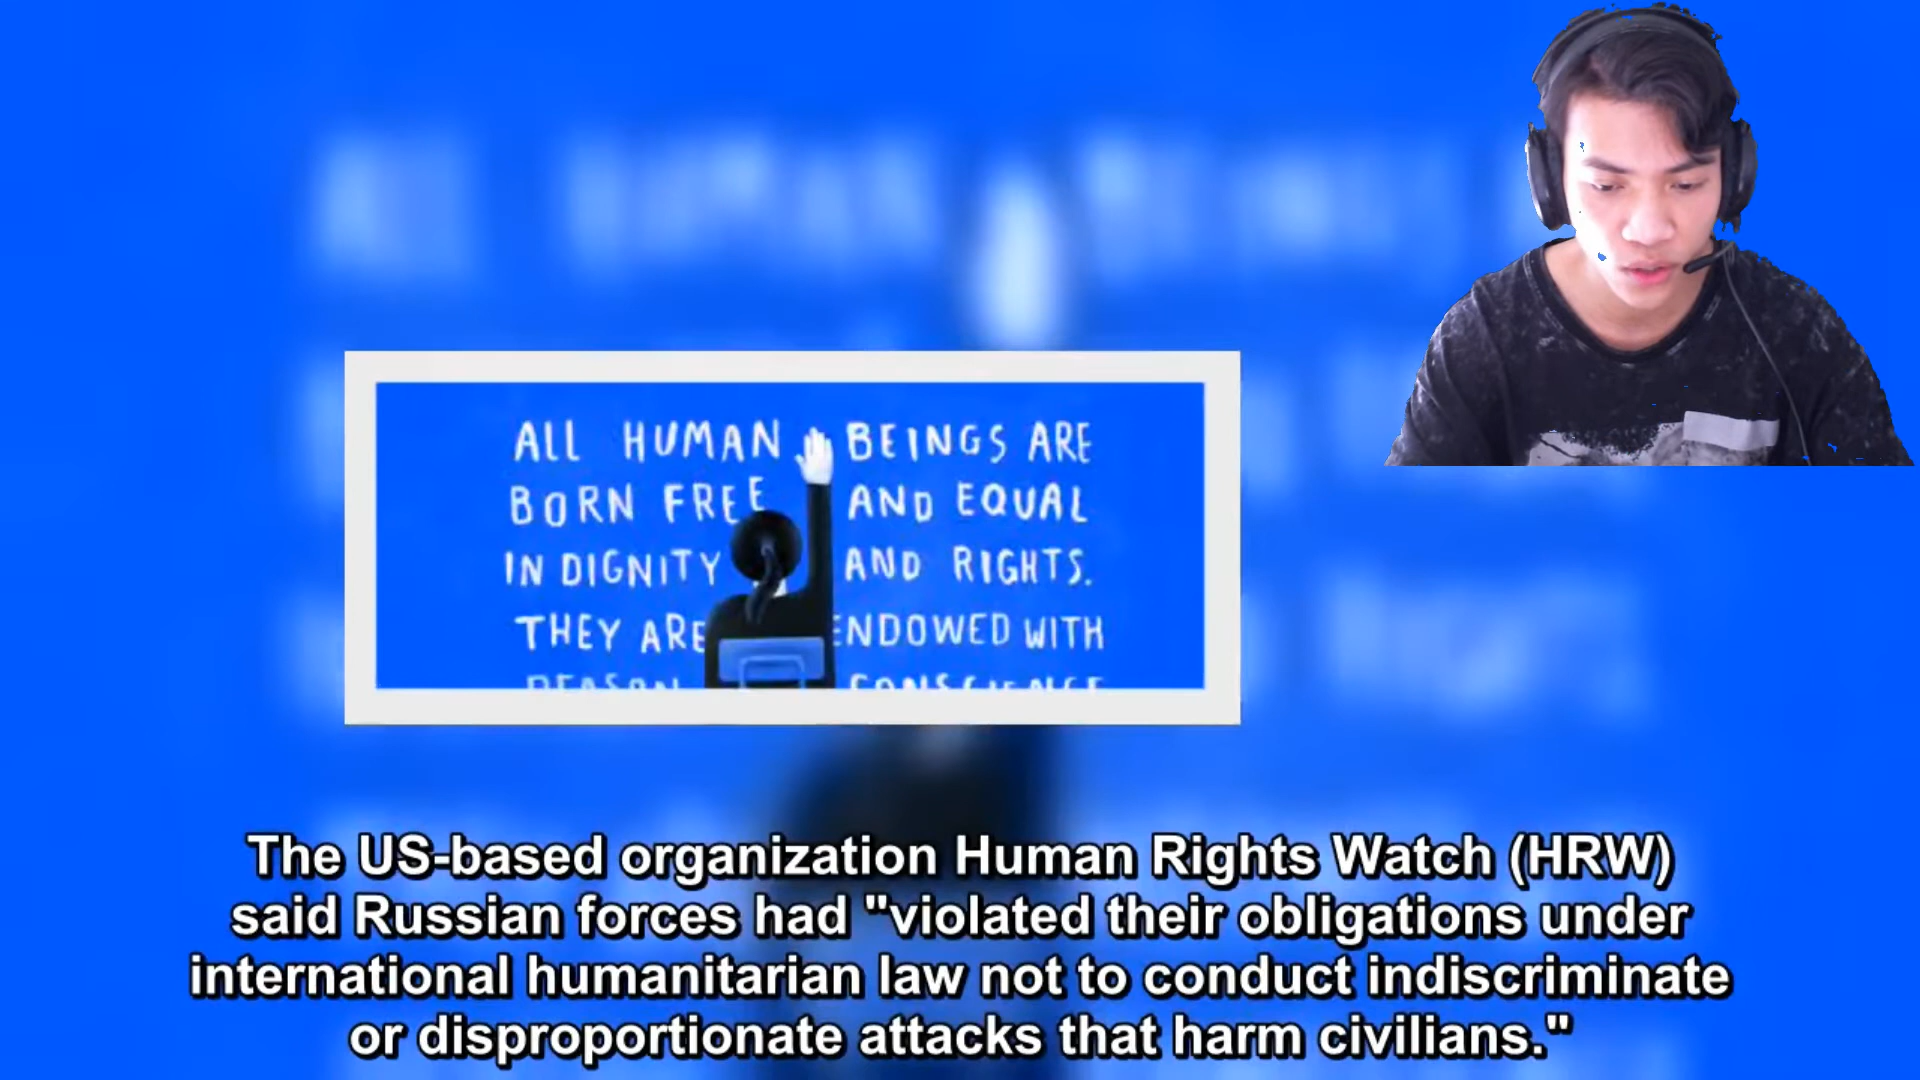 ALL HUMAN BEINGS ARE
BORN FREE AND EQUAL
IN DIGNITY AND RIGHTS.
THEY ARE ENDOWED WITH
REASON CONSCIENCE
The US-based organization Human Rights Watch (HRW)
said Russian forces had "violated their obligations under
international humanitarian law not to conduct indiscriminate
or disproportionate attacks that harm civilians."